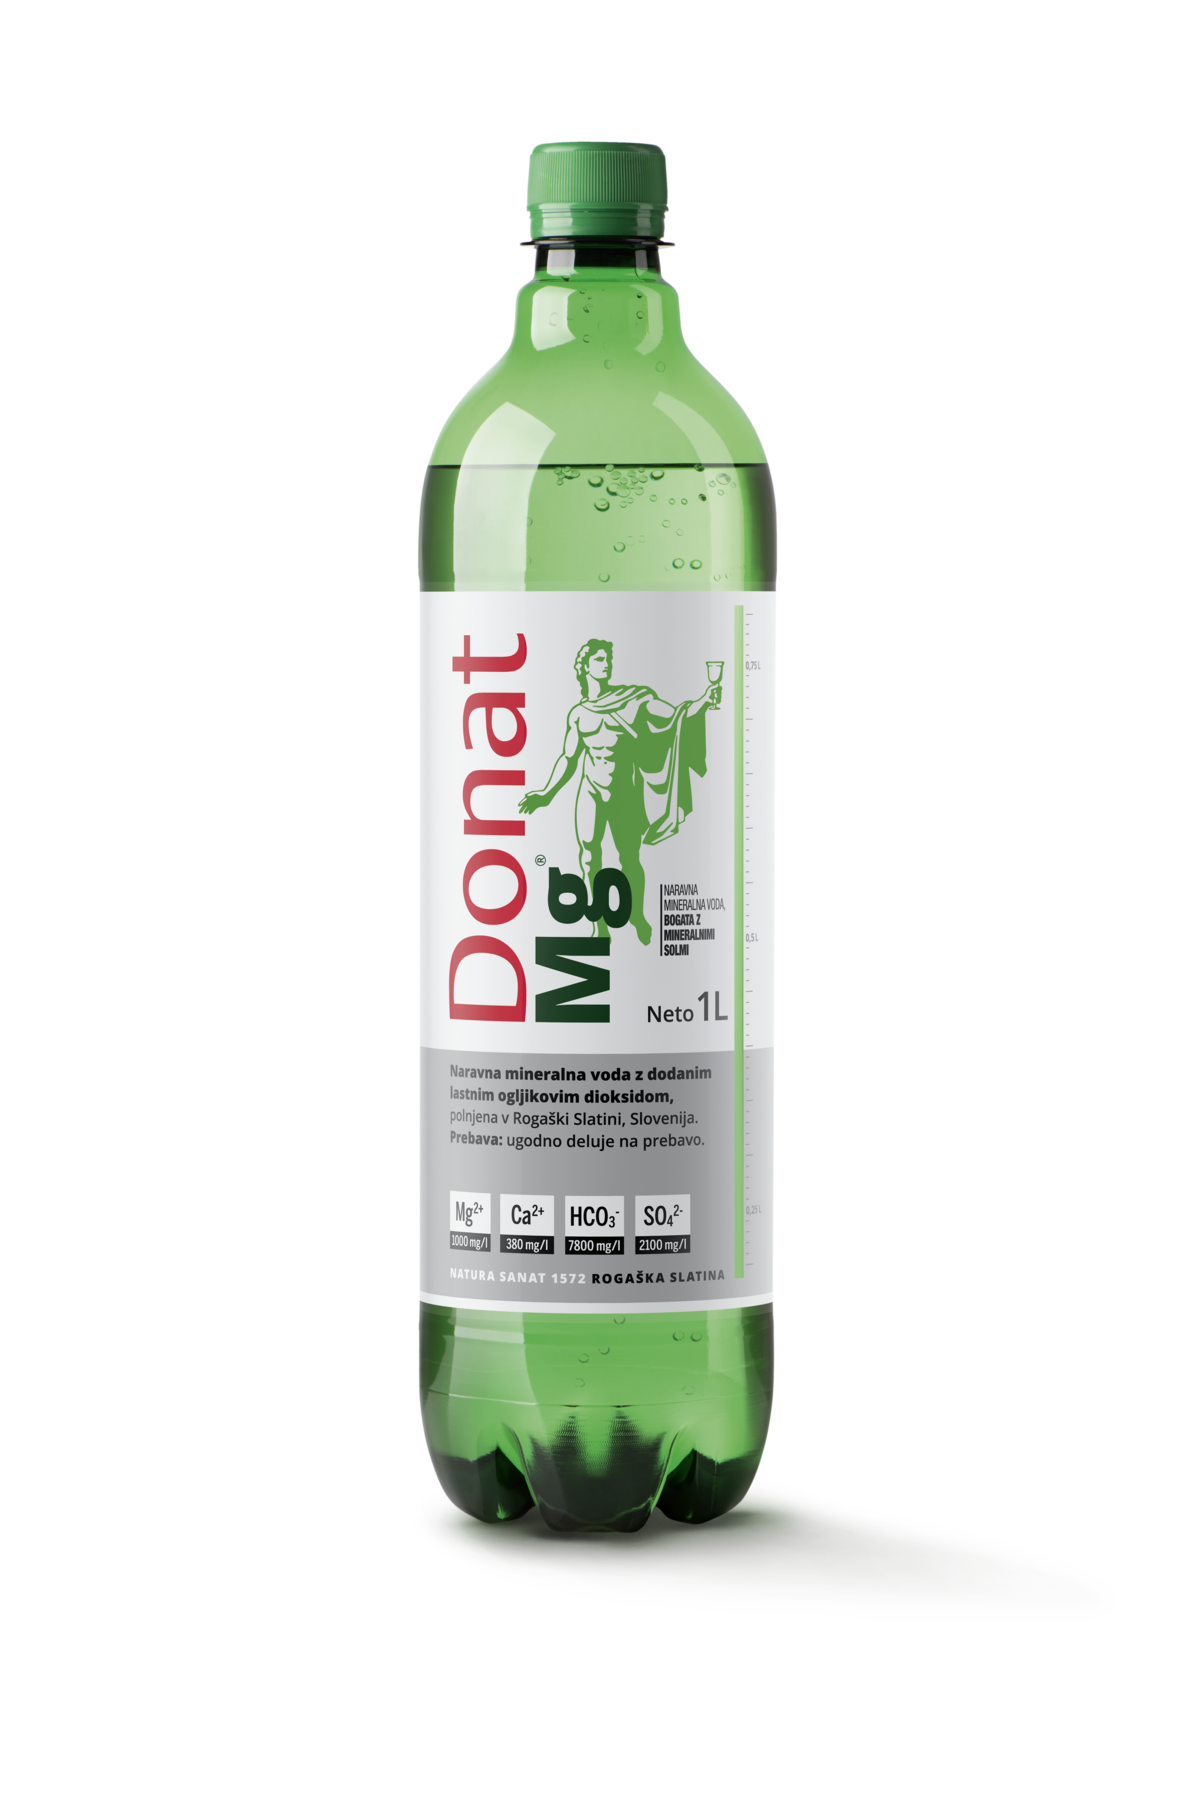 Donat
Mg®
NARAVNA
MINERALNA VODA,
BOGATA Z
MINERALNIMI
SOLMI
Neto 1L
0,75 L
0,5 L
0,25 L
Naravna mineralna voda z dodanim
lastnim ogljikovim dioksidom,
polnjena v Rogaški Slatini, Slovenija.
Prebava: ugodno deluje na prebavo.
Mg²⁺ Ca²⁺ HCO₃⁻ SO₄²⁻
1000 mg/l 380 mg/l 7800 mg/l 2100 mg/l
NATURA SANAT 1572 ROGAŠKA SLATINA